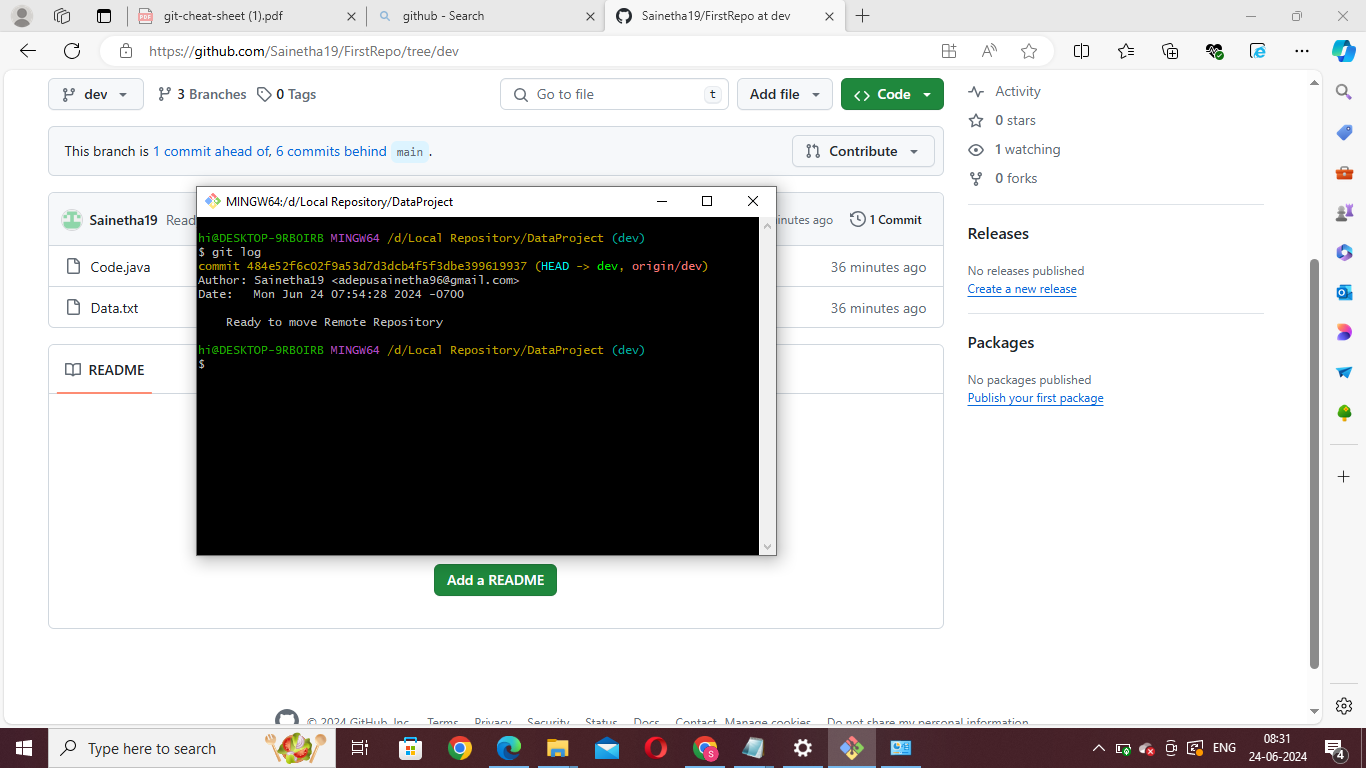 git-cheat-sheet (1).pdf
github - Search
Sainetha19/FirstRepo at dev
https://github.com/Sainetha19/FirstRepo/tree/dev
dev
3 Branches
0 Tags
Go to file
t
Add file
Code
This branch is 1 commit ahead of, 6 commits behind main .
Contribute
Sainetha19 Read
inutes ago
1 Commit
Code.java
36 minutes ago
Data.txt
36 minutes ago
README
Add a README
MINGW64:/d/Local Repository/DataProject
hi@DESKTOP-9RBOIRB MINGW64 /d/Local Repository/DataProject (dev)
$ git log
commit 484e52f6c02f9a53d7d3dcb4f5f3dbe399619937 (HEAD -> dev, origin/dev)
Author: Sainetha19 <adepusainetha96@gmail.com>
Date:   Mon Jun 24 07:54:28 2024 -0700
Ready to move Remote Repository
hi@DESKTOP-9RBOIRB MINGW64 /d/Local Repository/DataProject (dev)
$
Activity
0 stars
1 watching
0 forks
Releases
No releases published
Create a new release
Packages
No packages published
Publish your first package
© 2024 GitHub, Inc. Terms Privacy Security Status Docs Contact Manage cookies Do not share my personal information
Type here to search
ENG
08:31
24-06-2024
4